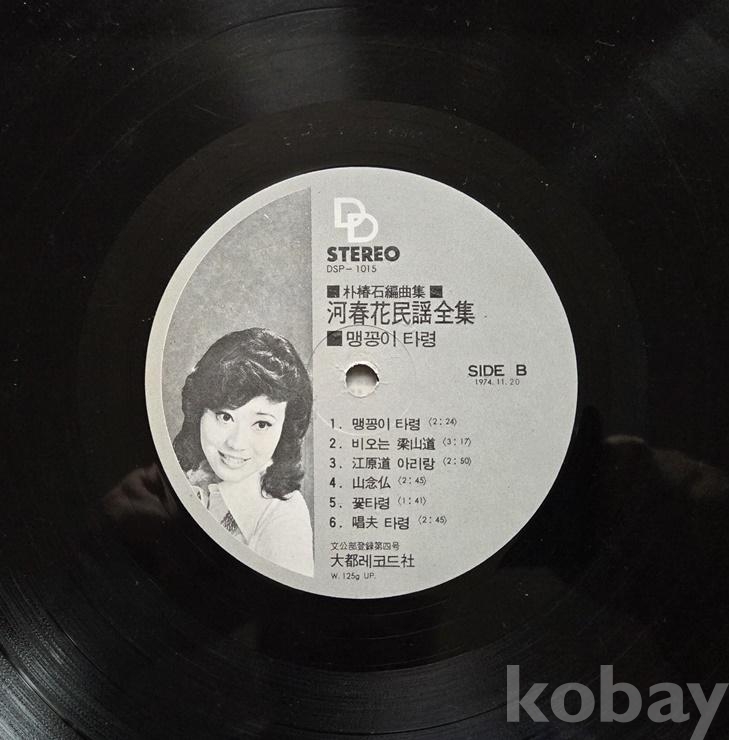 DD
STEREO
DSP-1015
朴椿石編曲集
河春花民謡全集
맹꽁이 타령
SIDE B
1974.11.20
1. 맹꽁이 타령 〈2:24〉
2. 비오는 梁山道 〈3:17〉
3. 江原道 아리랑 〈2:50〉
4. 山念仏 〈2:45〉
5. 꽃타령 〈1:41〉
6. 唱夫 타령 〈2:45〉
文公部登録第四号
大都레코드社
W. 125g UP.
kobay